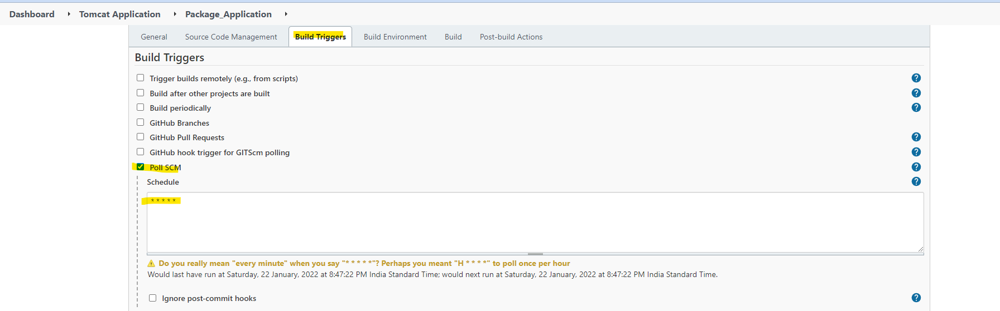 Dashboard Tomcat Application Package_Application
General Source Code Management Build Triggers Build Environment Build Post-build Actions
Build Triggers
Trigger builds remotely (e.g., from scripts)
Build after other projects are built
Build periodically
GitHub Branches
GitHub Pull Requests
GitHub hook trigger for GITScm polling
Poll SCM
Schedule
* * * * *
Do you really mean "every minute" when you say "* * * * *"? Perhaps you meant "H * * * *" to poll once per hour
Would last have run at Saturday, 22 January, 2022 at 8:47:22 PM India Standard Time; would next run at Saturday, 22 January, 2022 at 8:47:22 PM India Standard Time.
Ignore post-commit hooks